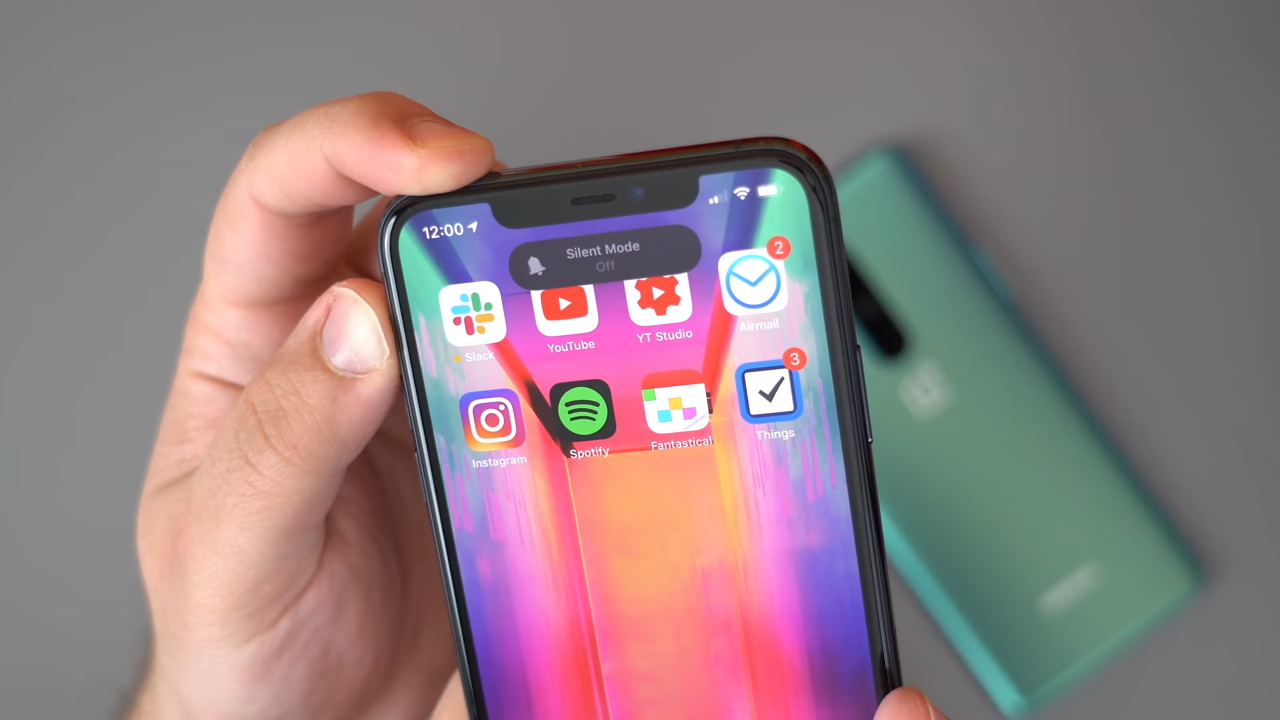 12:00
Silent Mode
Off
2
Slack
YouTube
YT Studio
Airmail
3
Instagram
Spotify
Fantastical
Things